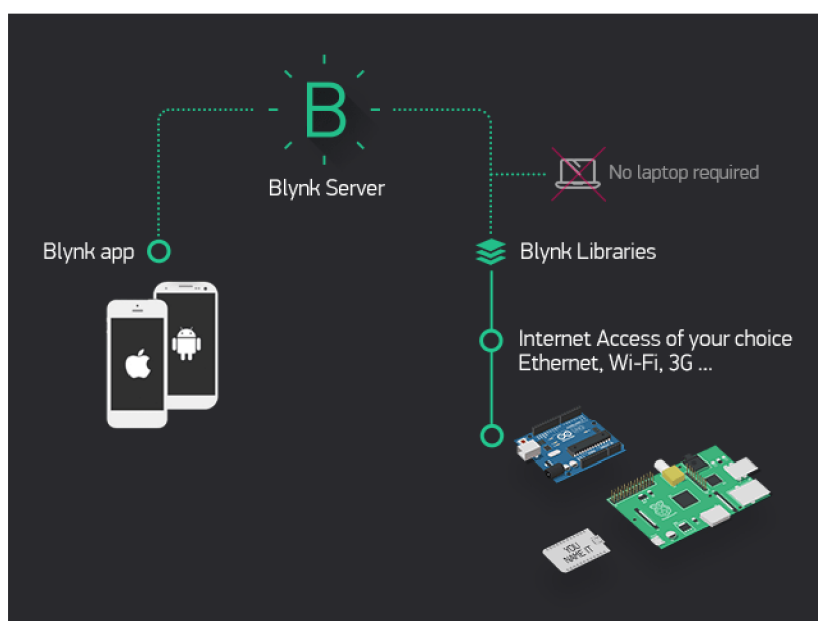 B
Blynk Server
No laptop required
Blynk app
Blynk Libraries
Internet Access of your choice
Ethernet, Wi-Fi, 3G ...
YOU
NAME IT